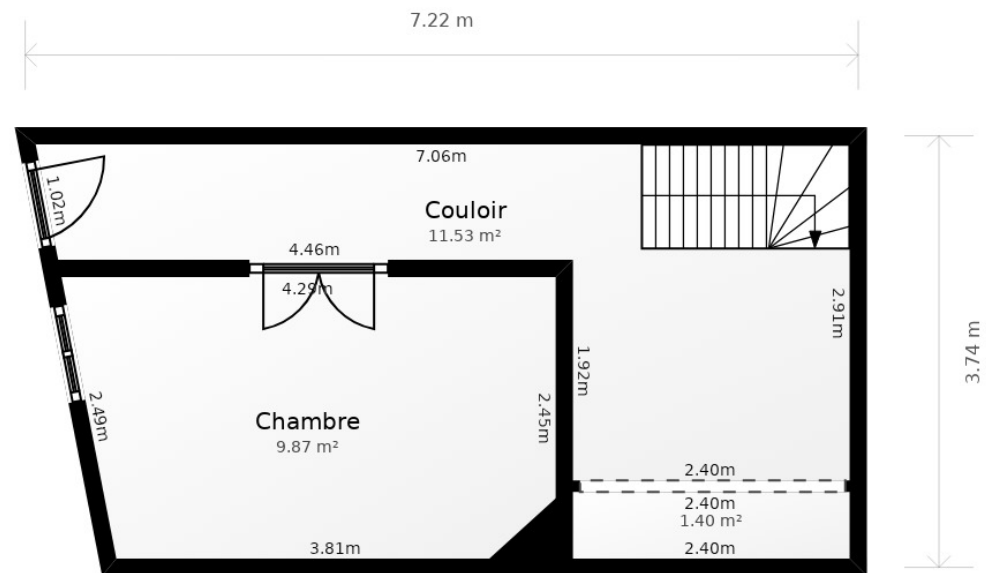 7.22 m
7.06m
1.02m
Couloir
11.53 m²
4.46m
4.29m
2.91m
3.74 m
1.92m
2.49m
2.45m
Chambre
9.87 m²
2.40m
2.40m
1.40 m²
3.81m
2.40m